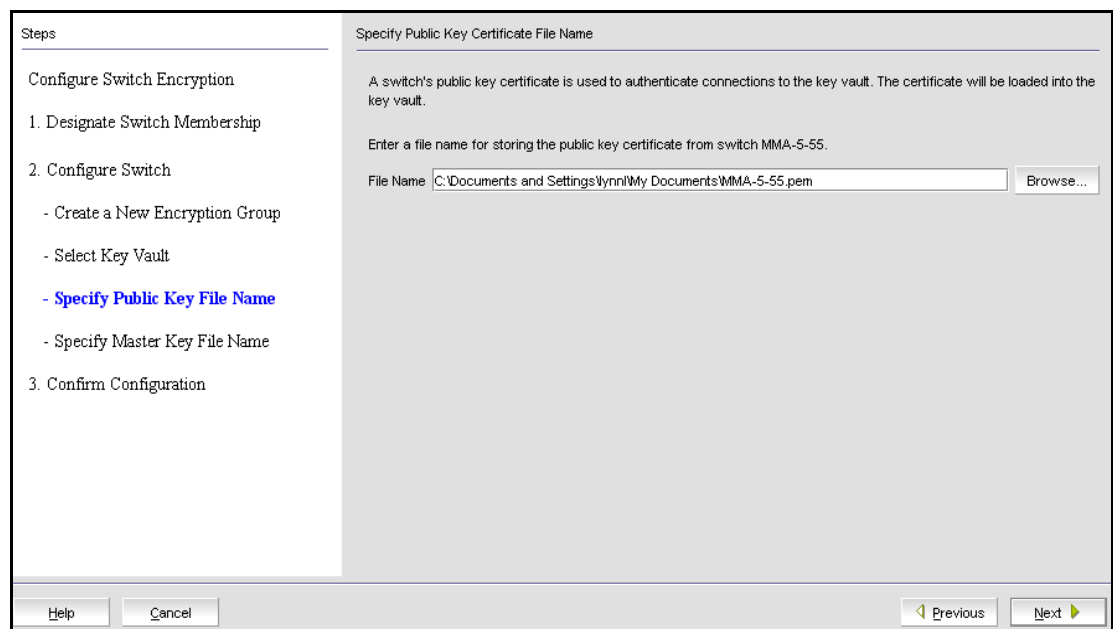 Steps
Configure Switch Encryption
1. Designate Switch Membership
2. Configure Switch
- Create a New Encryption Group
- Select Key Vault
- Specify Public Key File Name
- Specify Master Key File Name
3. Confirm Configuration
Specify Public Key Certificate File Name
A switch's public key certificate is used to authenticate connections to the key vault. The certificate will be loaded into the
key vault.
Enter a file name for storing the public key certificate from switch MMA-5-55.
File Name C:\Documents and Settings\lynnl\My Documents\MMA-5-55.pem Browse...
Help Cancel Previous Next